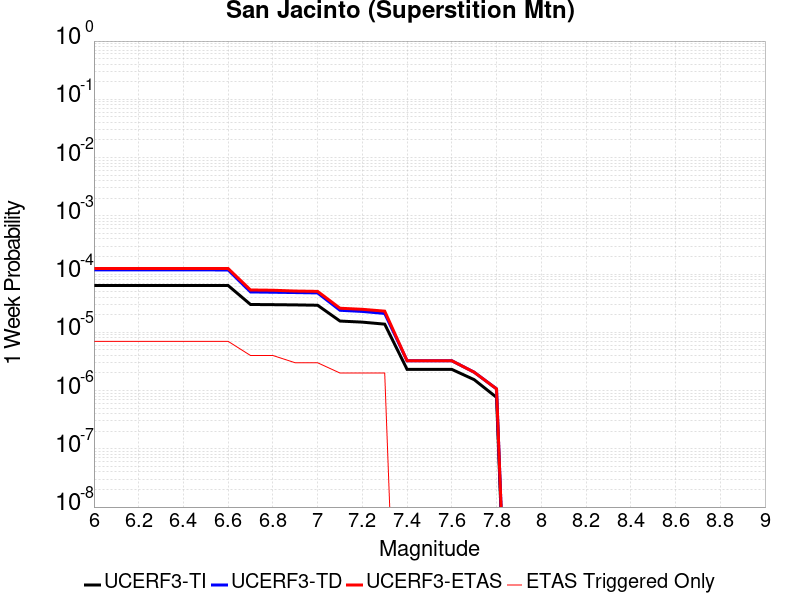 San Jacinto (Superstition Mtn)
10^0
10^-1
10^-2
10^-3
10^-4
10^-5
10^-6
10^-7
10^-8
1 Week Probability
6 6.2 6.4 6.6 6.8 7 7.2 7.4 7.6 7.8 8 8.2 8.4 8.6 8.8 9
Magnitude
UCERF3-TI UCERF3-TD UCERF3-ETAS ETAS Triggered Only